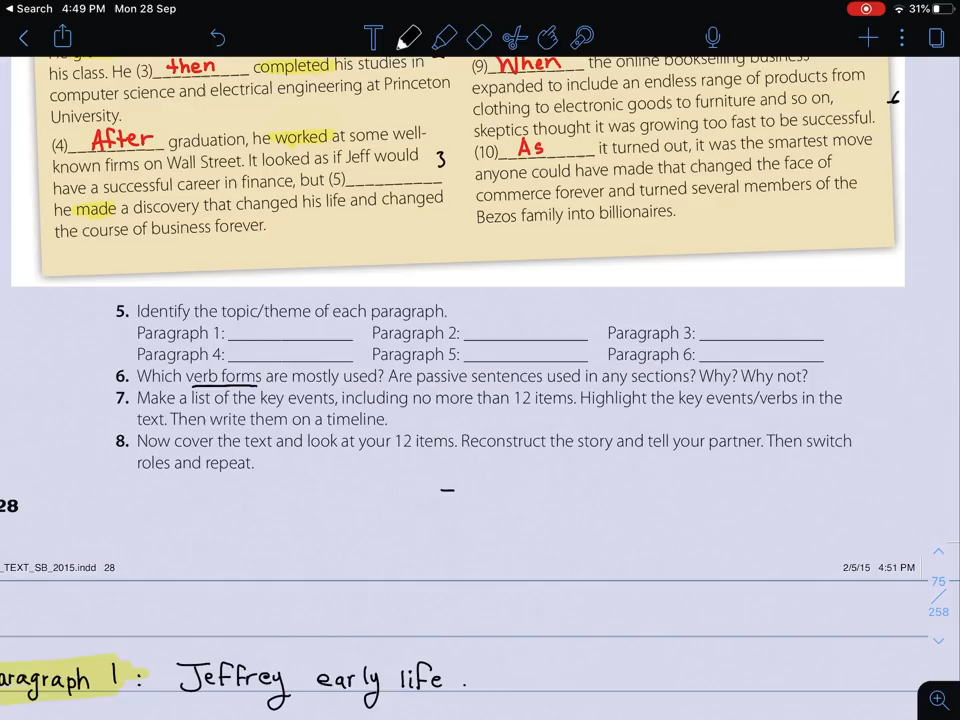 Search 4:49 PM Mon 28 Sep 31%
his class. He (3) then completed his studies in
computer science and electrical engineering at Princeton
University.
(4) After graduation, he worked at some well-
known firms on Wall Street. It looked as if Jeff would 3
have a successful career in finance, but (5)__________
he made a discovery that changed his life and changed
the course of business forever.
(9) When the online bookselling business
expanded to include an endless range of products from
clothing to electronic goods to furniture and so on,
skeptics thought it was growing too fast to be successful.
(10) As it turned out, it was the smartest move
anyone could have made that changed the face of
commerce forever and turned several members of the
Bezos family into billionaires.
5. Identify the topic/theme of each paragraph.
Paragraph 1: ____________ Paragraph 2: ____________ Paragraph 3: ____________
Paragraph 4: ____________ Paragraph 5: ____________ Paragraph 6: ____________
6. Which verb forms are mostly used? Are passive sentences used in any sections? Why? Why not?
7. Make a list of the key events, including no more than 12 items. Highlight the key events/verbs in the
text. Then write them on a timeline.
8. Now cover the text and look at your 12 items. Reconstruct the story and tell your partner. Then switch
roles and repeat.
28
_TEXT_SB_2015.indd 28 2/5/15 4:51 PM
75
258
aragraph 1: Jeffrey early life.